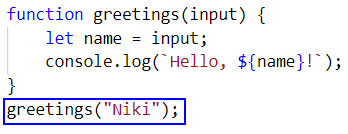 function greetings(input) {
    let name = input;
    console.log(`Hello, ${name}!`);
}
greetings("Niki");